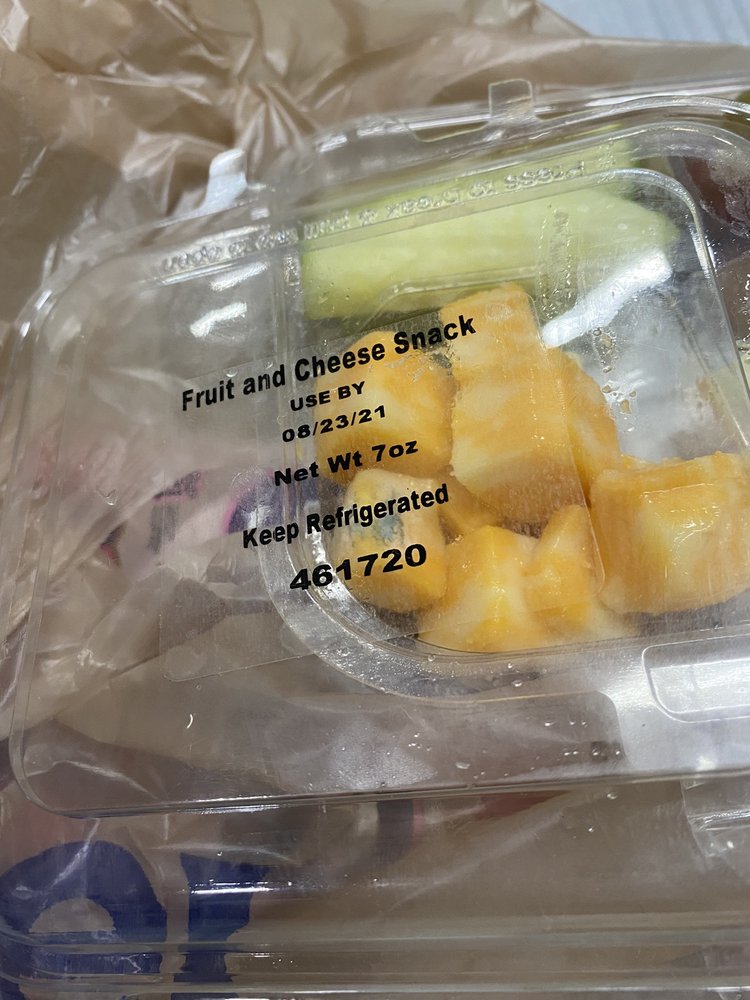 Fruit and Cheese Snack
USE BY
08/23/21
Net Wt 7oz
Keep Refrigerated
461720